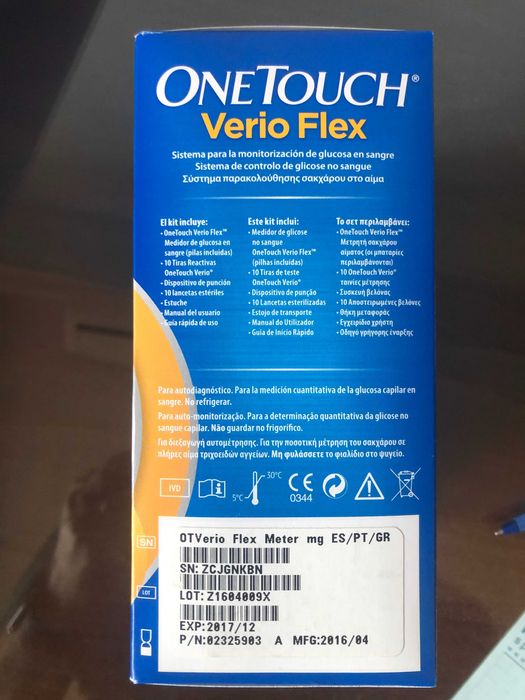 ONETOUCH®
Verio Flex
Sistema para la monitorización de glucosa en sangre
Sistema de controlo de glicose no sangue
Σύστημα παρακολούθησης σακχάρου στο αίμα
El kit incluye:
• OneTouch Verio Flex™
Medidor de glucosa en
sangre (pilas incluidas)
• 10 Tiras Reactivas
OneTouch Verio®
• Dispositivo de punción
• 10 lancetas estériles
• Estuche
• Manual del usuario
• Guía rápida de uso
Este kit inclui:
• Medidor de glicose
no sangue
OneTouch Verio Flex™
(pilhas incluidas)
• 10 Tiras de teste
OneTouch Verio®
• Dispositivo de punção
• 10 Lancetas esterilizadas
• Estojo de transporte
• Manual do Utilizador
• Guia de Início Rápido
Το σετ περιλαμβάνει:
• OneTouch Verio Flex™
Μετρητή σακχάρου
αίματος (οι μπαταρίες
περιλαμβάνονται)
• 10 OneTouch Verio®
ταινίες μέτρησης
• Συσκευή βελόνας
• 10 Αποστειρωμένες βελόνες
• Θήκη μεταφοράς
• Εγχειρίδιο χρήστη
• Οδηγό γρήγορης έναρξης
Para autodiagnóstico. Para la medición cuantitativa de la glucosa capilar en
sangre. No refrigerar.
Para auto-monitorização. Para a determinação quantitativa da glicose no
sangue capilar. Não guardar no frigorífico.
Για διεξαγωγή αυτομέτρησης. Για την ποσοτική μέτρηση του σακχάρου σε
πλήρες αίμα τριχοειδών αγγείων. Μη φυλάσσετε το φιαλίδιο στο ψυγείο.
IVD
5°C
30°C
CE
0344
SN
LOT
OTVerio Flex Meter mg ES/PT/GR
SN: ZCJGNKBN
LOT: Z1604009X
EXP:2017/12
P/N:02325903 A MFG:2016/04